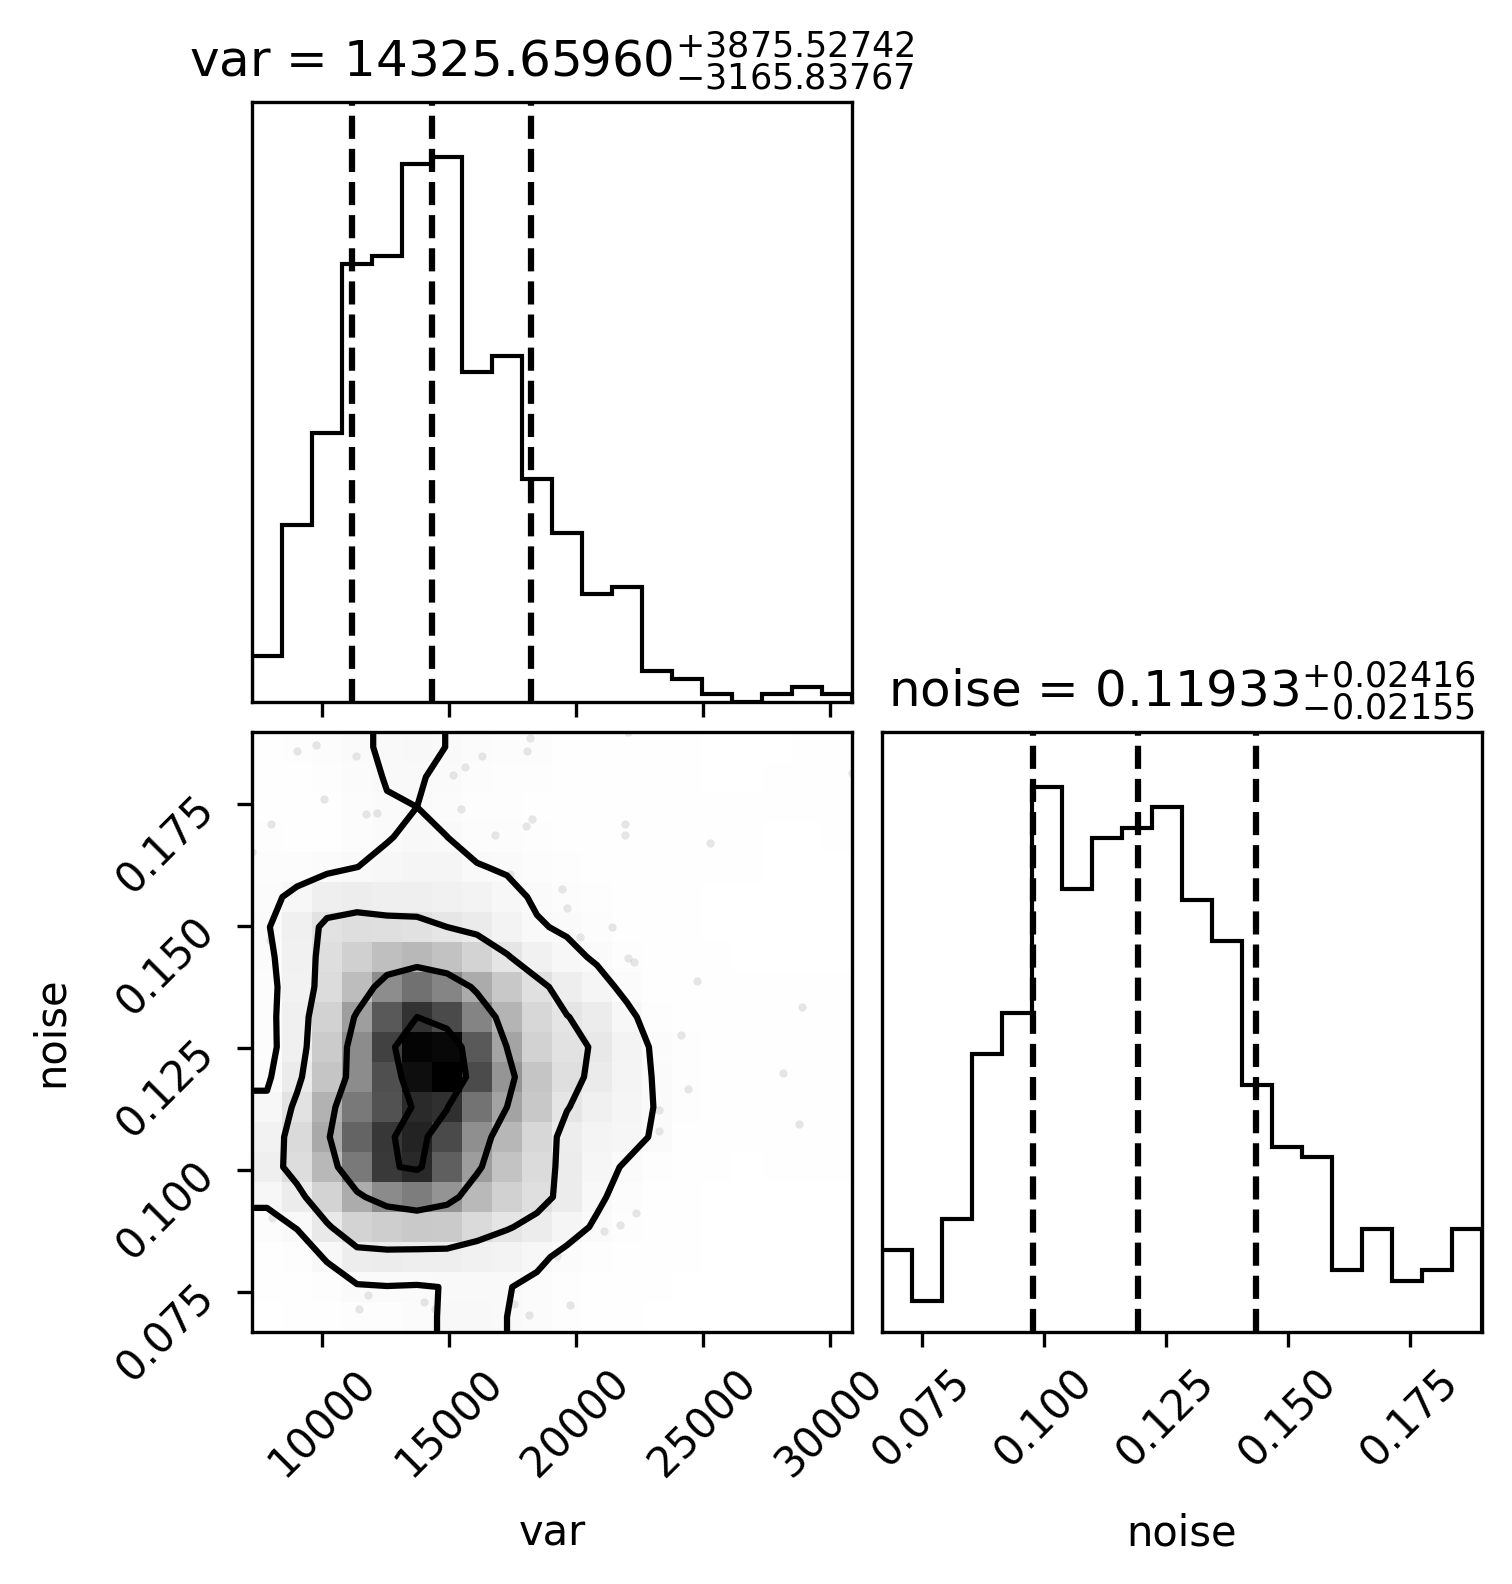 var = 14325.65960+3875.52742−3165.83767
noise = 0.11933+0.02416−0.02155
0.175
0.150
0.125
0.100
0.075
noise
10000 15000 20000 25000 30000
0.075 0.100 0.125 0.150 0.175
var
noise